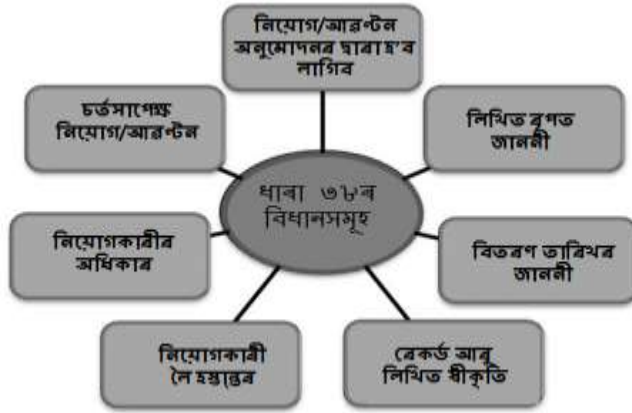 নিয়োগ/আৱণ্টন
অনুমোদনৰ দ্বাৰা হ'ব
লাগিব
চৰ্তসাপেক্ষ
নিয়োগ/আৱণ্টন
লিখিত ৰূপত
জাননী
ধাৰা ৩৮ৰ
বিধানসমূহ
নিয়োগকাৰীৰ
অধিকাৰ
বিতৰণ তাৰিখৰ
জাননী
নিয়োগকাৰী
লৈ হস্তান্তৰ
ৰেকৰ্ড আৰু
লিখিত স্বীকৃতি